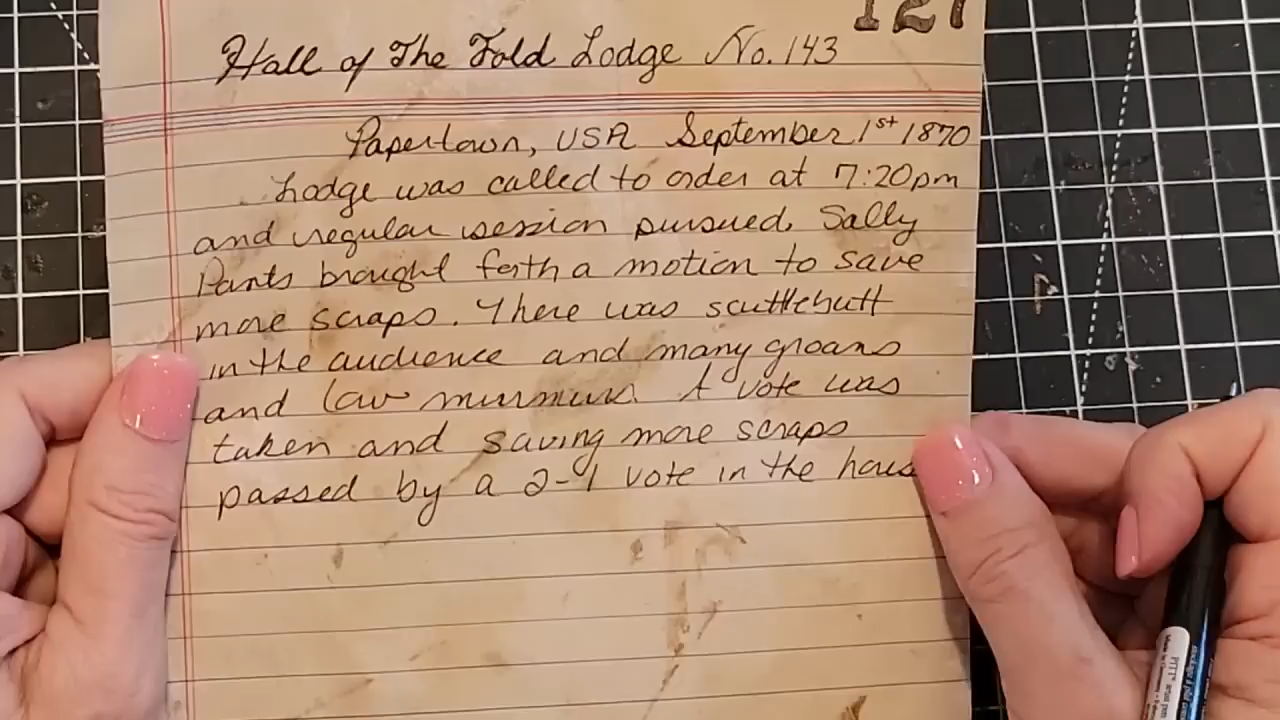 127
Hall of The Fold Lodge No. 143
Papertown, USA September 1st 1870
Lodge was called to order at 7:20pm
and regular session pursued. Sally
Pants brought forth a motion to save
more scraps. There was scuttlebutt
in the audience and many groans
and low murmurs. A vote was
taken and saving more scraps
passed by a 2-1 vote in the
PITT artist pen